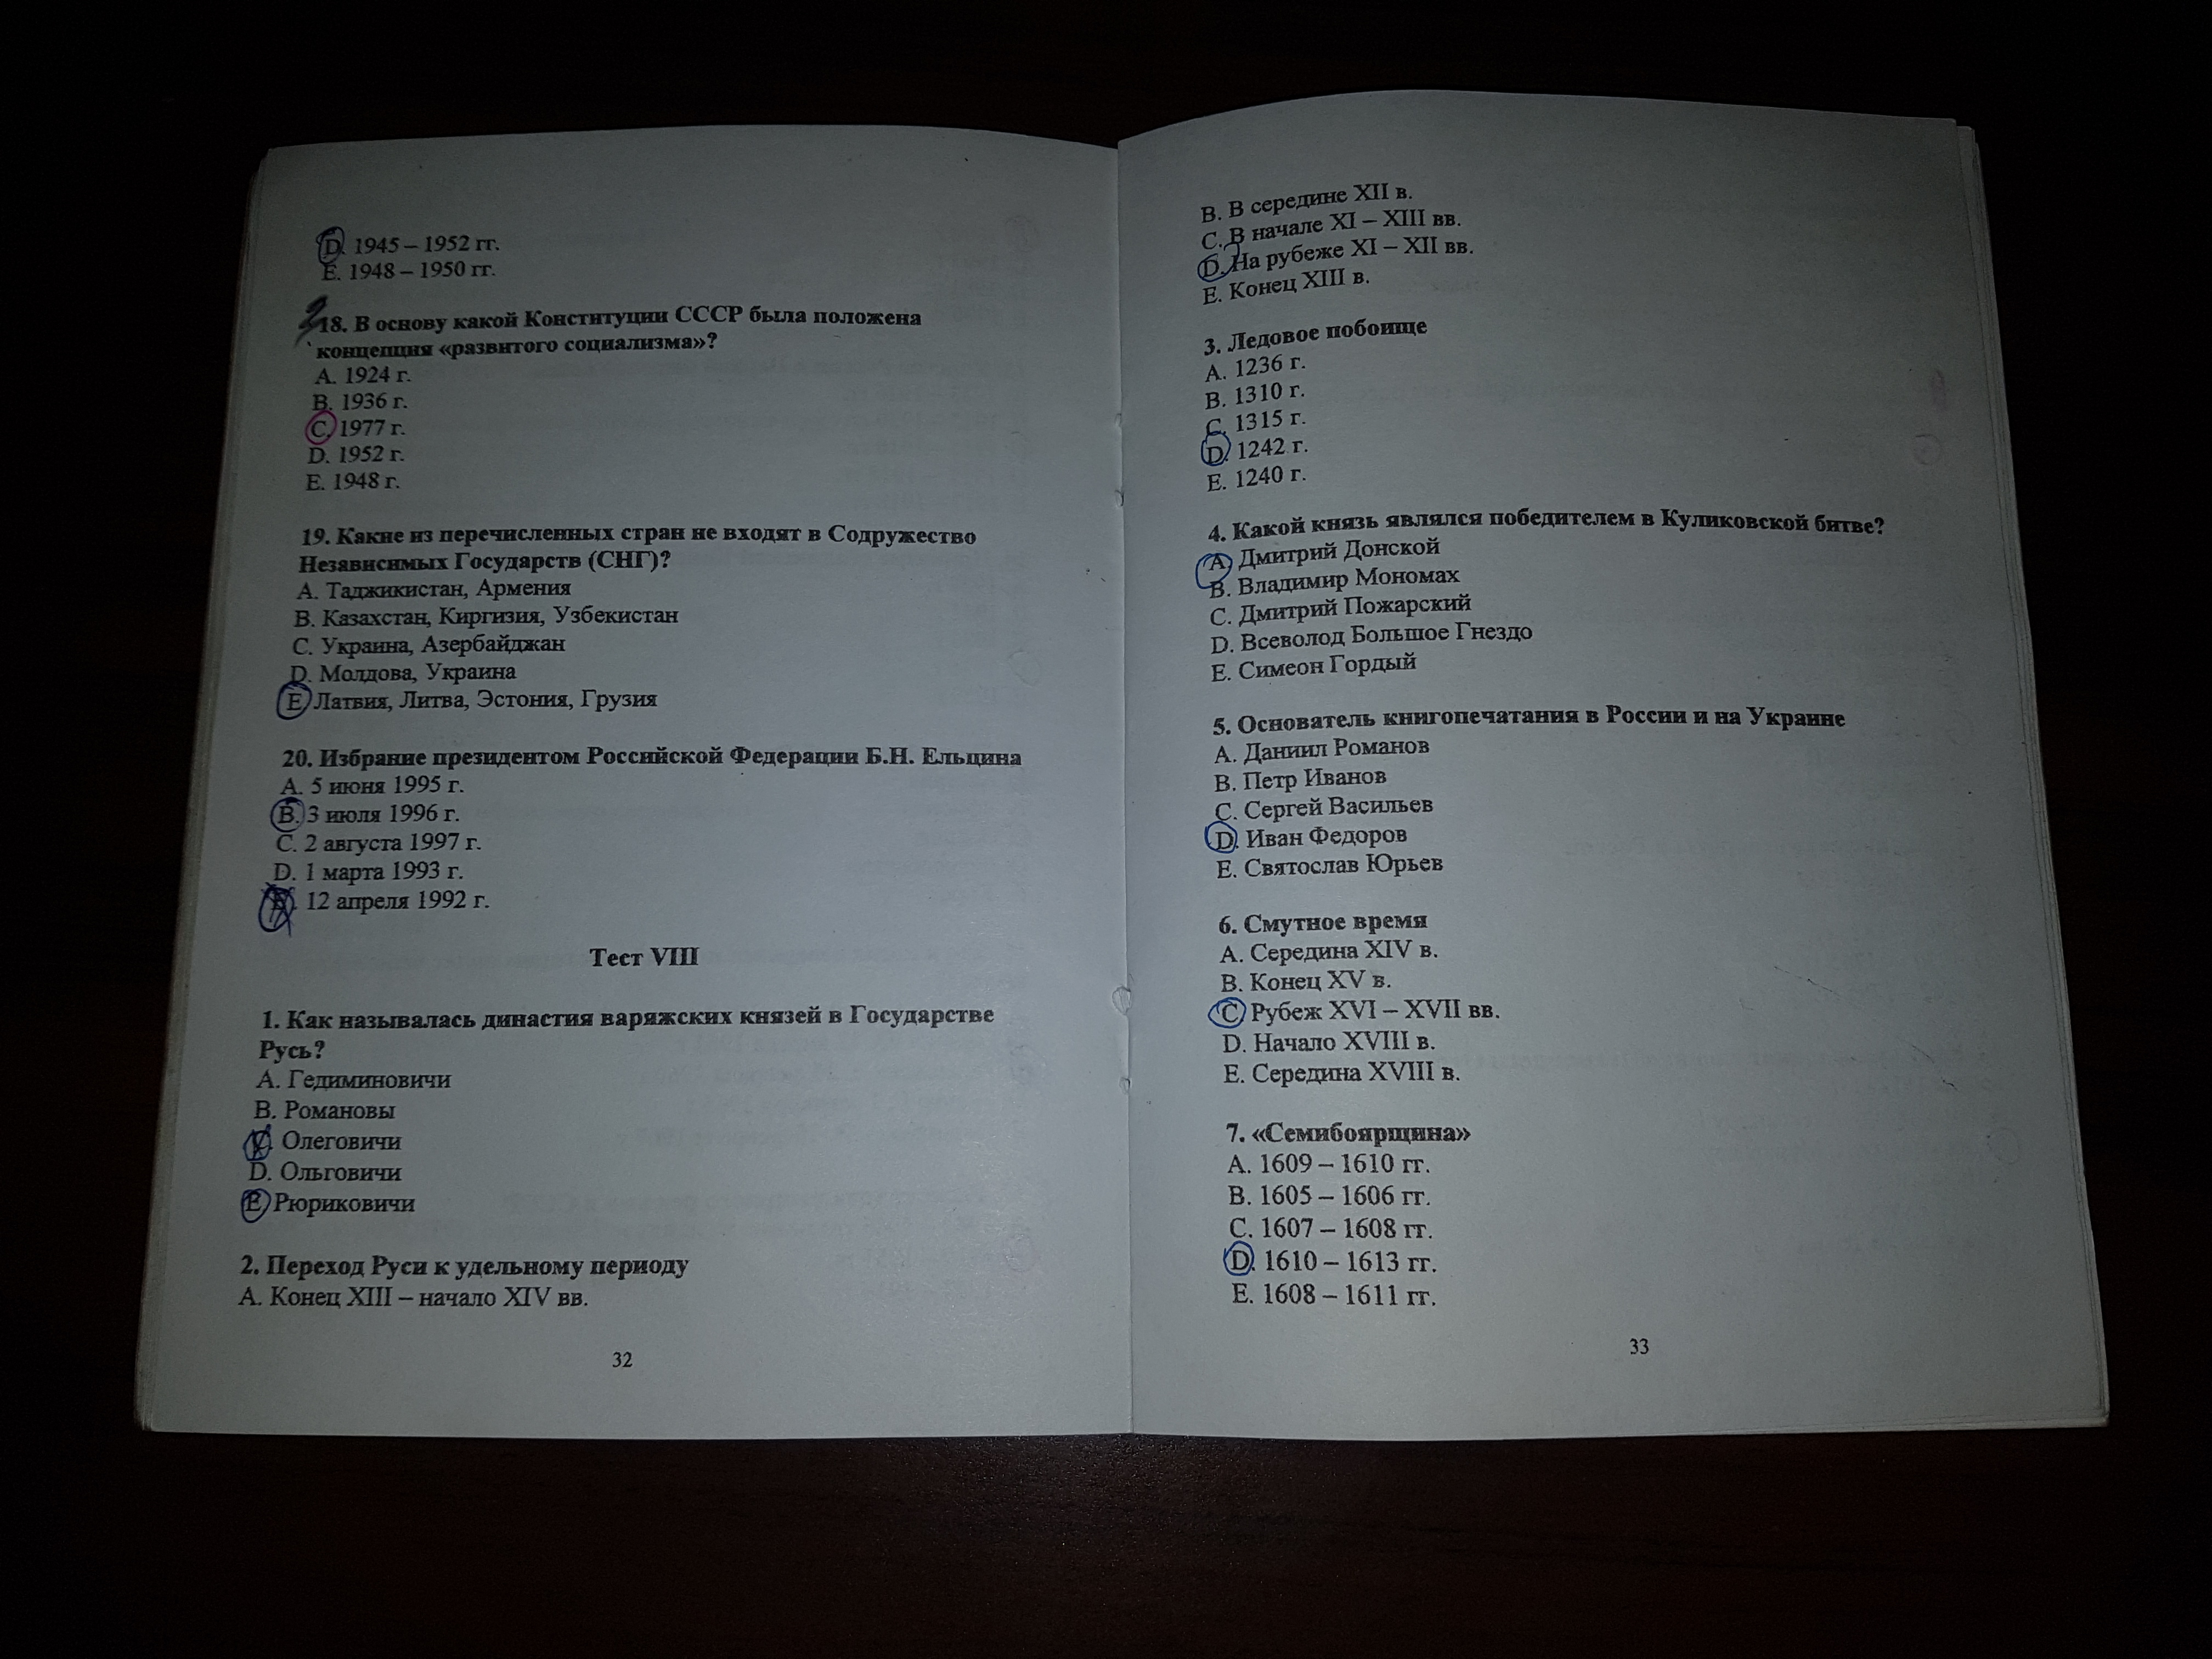 D. 1945 – 1952 гг.
E. 1948 – 1950 гг.
18. В основу какой Конституции СССР была положена
концепция «развитого социализма»?
A. 1924 г.
B. 1936 г.
C. 1977 г.
D. 1952 г.
E. 1948 г.
19. Какие из перечисленных стран не входят в Содружество
Независимых Государств (СНГ)?
A. Таджикистан, Армения
B. Казахстан, Киргизия, Узбекистан
C. Украина, Азербайджан
D. Молдова, Украина
E. Латвия, Литва, Эстония, Грузия
20. Избрание президентом Российской Федерации Б.Н. Ельцина
A. 5 июня 1995 г.
B. 3 июля 1996 г.
C. 2 августа 1997 г.
D. 1 марта 1993 г.
E. 12 апреля 1992 г.
Тест VIII
1. Как называлась династия варяжских князей в Государстве
Русь?
A. Гедиминовичи
B. Романовы
C. Олеговичи
D. Ольговичи
E. Рюриковичи
2. Переход Руси к удельному периоду
A. Конец XIII – начало XIV вв.
32
B. В середине XII в.
C. В начале XI – XIII вв.
D. На рубеже XI – XII вв.
E. Конец XIII в.
3. Ледовое побоище
A. 1236 г.
B. 1310 г.
C. 1315 г.
D. 1242 г.
E. 1240 г.
4. Какой князь являлся победителем в Куликовской битве?
A. Дмитрий Донской
B. Владимир Мономах
C. Дмитрий Пожарский
D. Всеволод Большое Гнездо
E. Симеон Гордый
5. Основатель книгопечатания в России и на Украине
A. Даниил Романов
B. Петр Иванов
C. Сергей Васильев
D. Иван Федоров
E. Святослав Юрьев
6. Смутное время
A. Середина XIV в.
B. Конец XV в.
C. Рубеж XVI – XVII вв.
D. Начало XVIII в.
E. Середина XVIII в.
7. «Семибоярщина»
A. 1609 – 1610 гг.
B. 1605 – 1606 гг.
C. 1607 – 1608 гг.
D. 1610 – 1613 гг.
E. 1608 – 1611 гг.
33